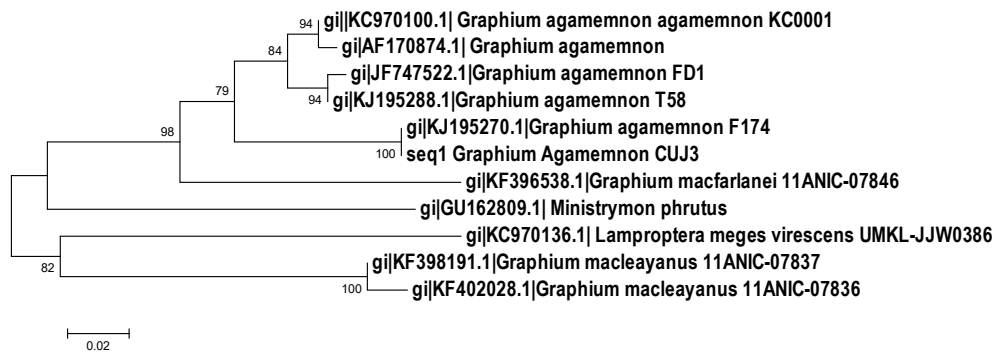 gi||KC970100.1| Graphium agamemnon agamemnon KC0001
94
gi|AF170874.1| Graphium agamemnon
84
gi|JF747522.1|Graphium agamemnon FD1
94
gi|KJ195288.1|Graphium agamemnon T58
79
gi|KJ195270.1|Graphium agamemnon F174
98
100
seq1 Graphium Agamemnon CUJ3
gi|KF396538.1|Graphium macfarlanei 11ANIC-07846
gi|GU162809.1| Ministrymon phrutus
gi|KC970136.1| Lamproptera meges virescens UMKL-JJW0386
82
gi|KF398191.1|Graphium macleayanus 11ANIC-07837
100
gi|KF402028.1|Graphium macleayanus 11ANIC-07836
0.02